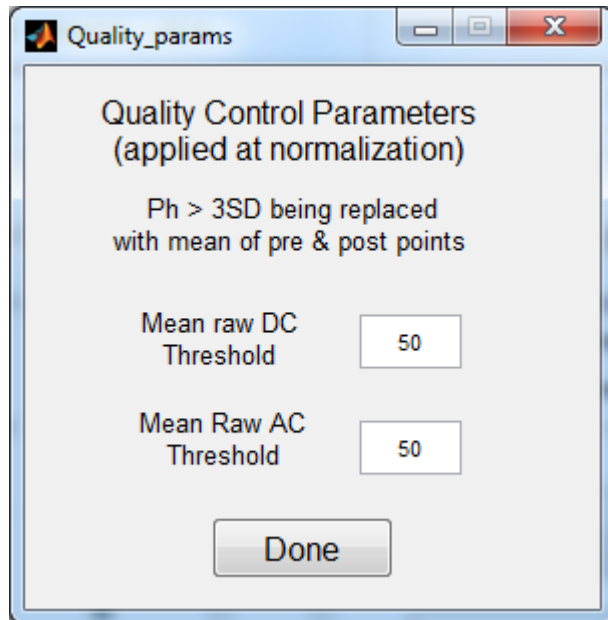 Quality_params
Quality Control Parameters
(applied at normalization)
Ph > 3SD being replaced
with mean of pre & post points
Mean raw DC
Threshold
50
Mean Raw AC
Threshold
50
Done